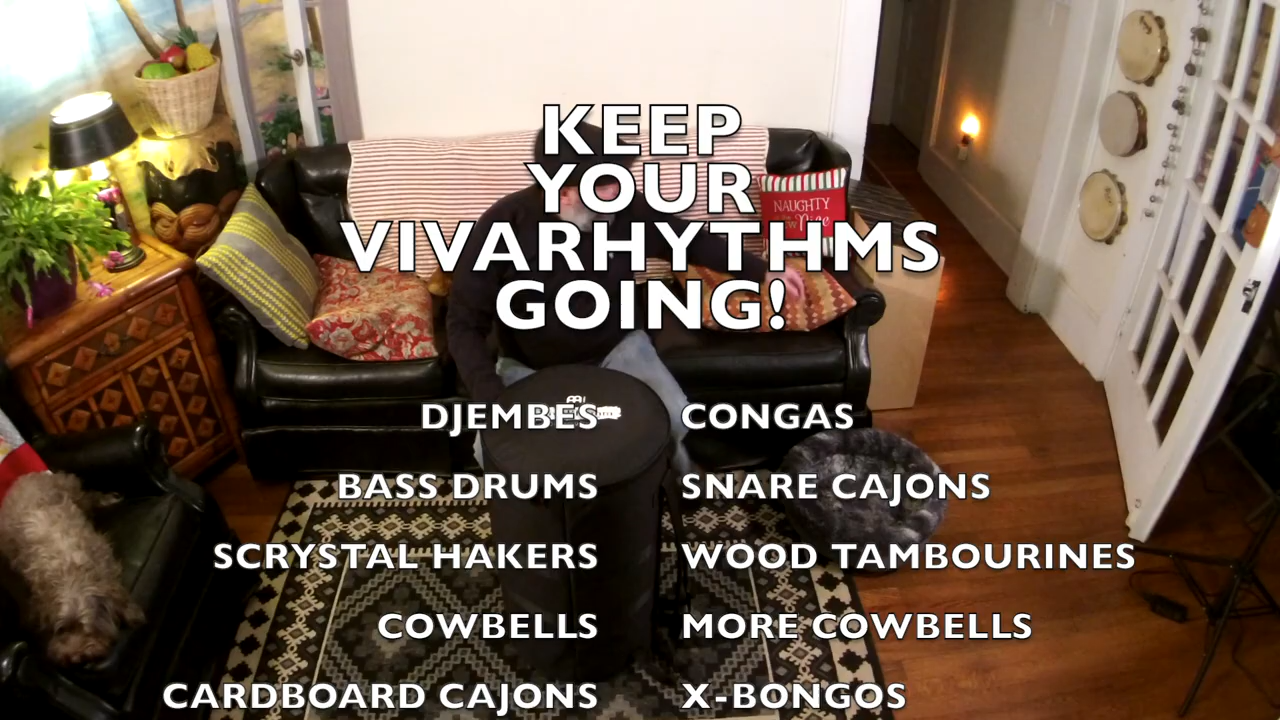 KEEP
YOUR
VIVARHYTHMS
GOING!
NAUGHTY
Nice
DJEMBES CONGAS
BASS DRUMS SNARE CAJONS
SCRYSTAL HAKERS WOOD TAMBOURINES
COWBELLS MORE COWBELLS
CARDBOARD CAJONS X-BONGOS